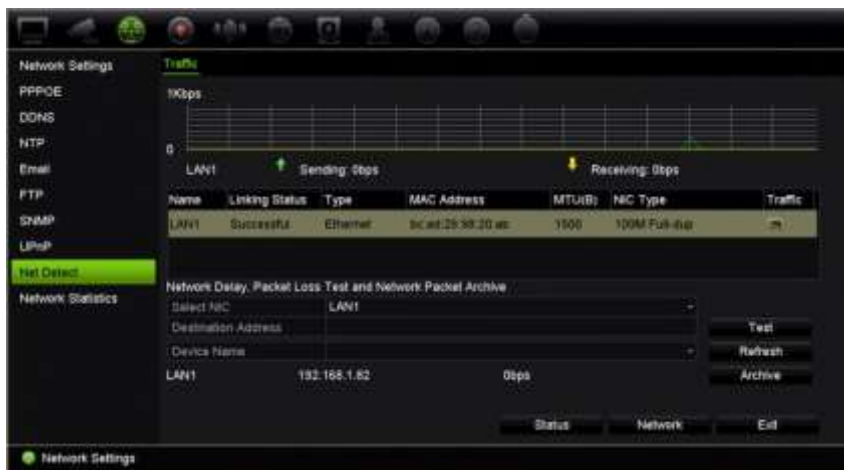 Network Settings
Traffic
PPPOE
DDNS
NTP
Email
FTP
SNMP
UPnP
Net Detect
Network Statistics
1Kbps
0
LAN1 Sending: 0bps Receiving: 0bps
Name Linking Status Type MAC Address MTU(B) NIC Type Traffic
LAN1 Successful Ethernet 1500 100M Full-dup
Network Delay, Packet Loss Test and Network Packet Archive
Select NIC LAN1
Destination Address Test
Device Name Refresh
LAN1 192.168.1.82 0bps Archive
Status Network Exit
Network Settings